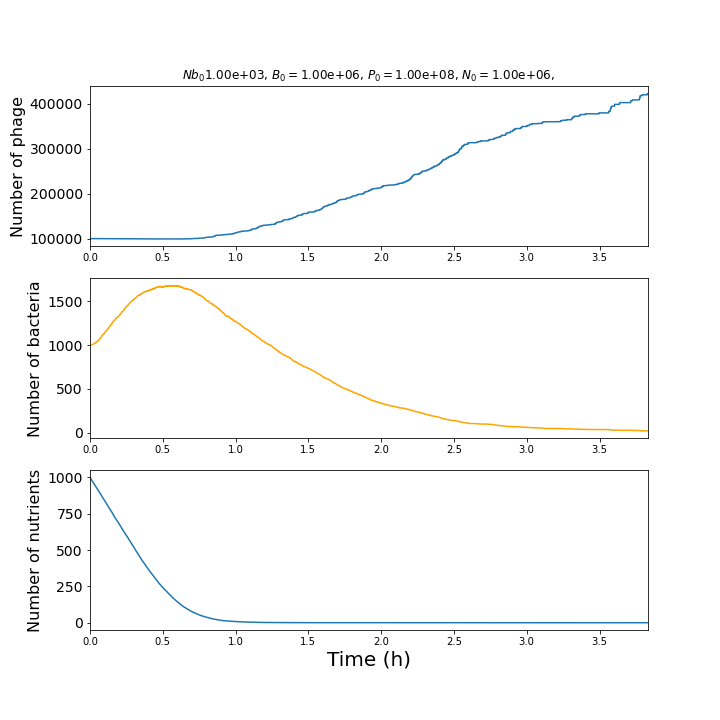 Nb₀1.00e+03, B₀ = 1.00e+06, P₀ = 1.00e+08, N₀ = 1.00e+06,
Number of phage
400000
300000
200000
100000
0.0 0.5 1.0 1.5 2.0 2.5 3.0 3.5
Number of bacteria
1500
1000
500
0
0.0 0.5 1.0 1.5 2.0 2.5 3.0 3.5
Number of nutrients
1000
750
500
250
0
0.0 0.5 1.0 1.5 2.0 2.5 3.0 3.5
Time (h)